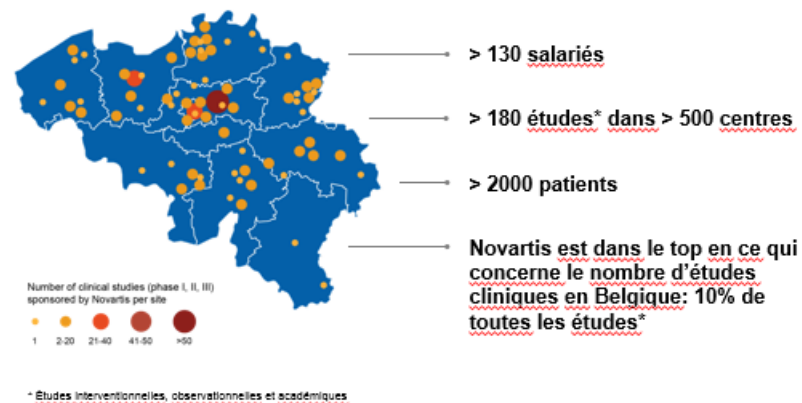 > 130 salariés
> 180 études* dans > 500 centres
> 2000 patients
Novartis est dans le top en ce qui
concerne le nombre d'études
cliniques en Belgique: 10% de
toutes les études*
Number of clinical studies (phase I, II, III)
sponsored by Novartis per site
1 2-20 21-40 41-50 >50
* Études interventionnelles, observationnelles et académiques